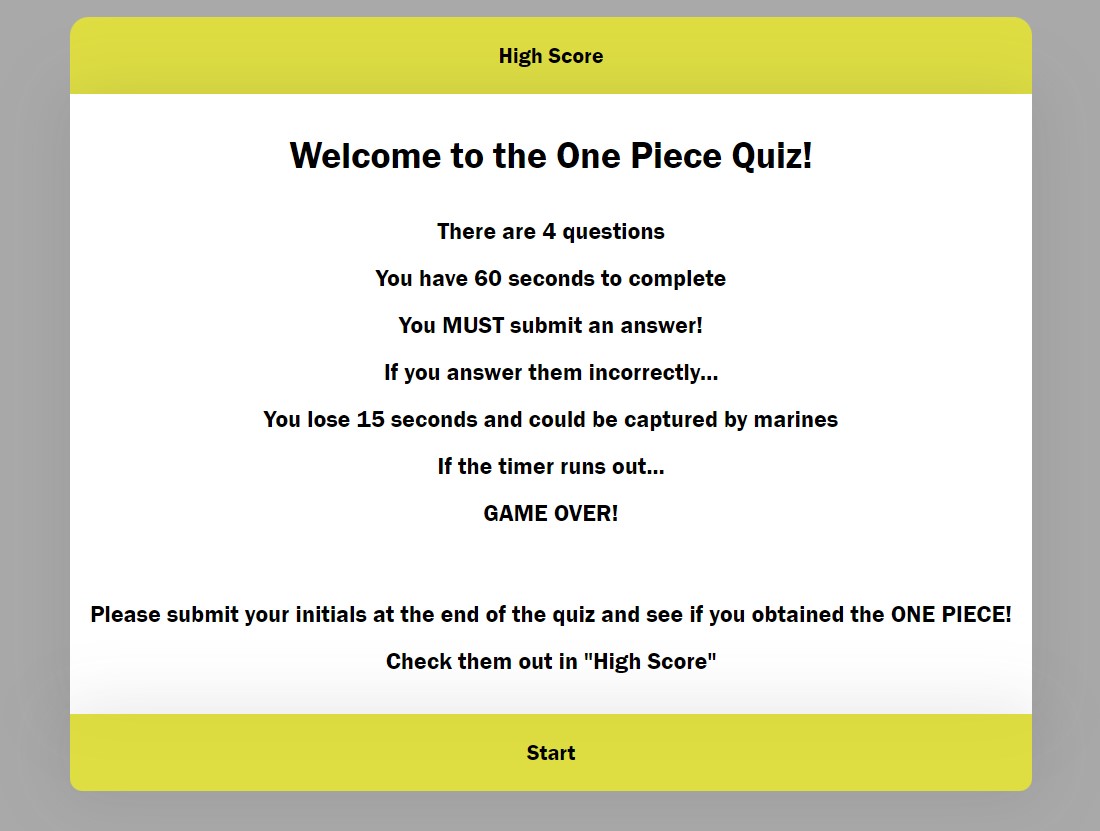 High Score
Welcome to the One Piece Quiz!
There are 4 questions
You have 60 seconds to complete
You MUST submit an answer!
If you answer them incorrectly...
You lose 15 seconds and could be captured by marines
If the timer runs out...
GAME OVER!
Please submit your initials at the end of the quiz and see if you obtained the ONE PIECE!
Check them out in "High Score"
Start